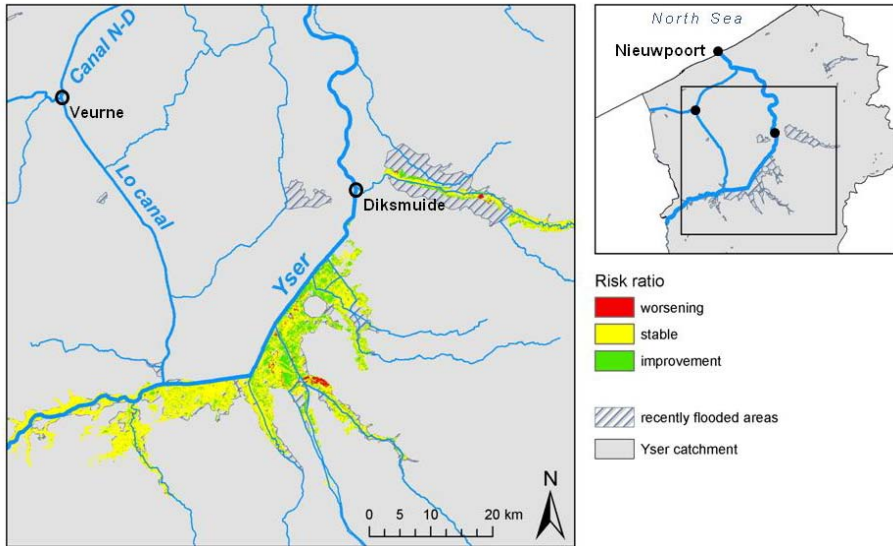 Canal N-D
Veurne
Lo canal
Diksmuide
Yser
N
0 5 10 20 km
North Sea
Nieuwpoort
Risk ratio
worsening
stable
improvement
recently flooded areas
Yser catchment